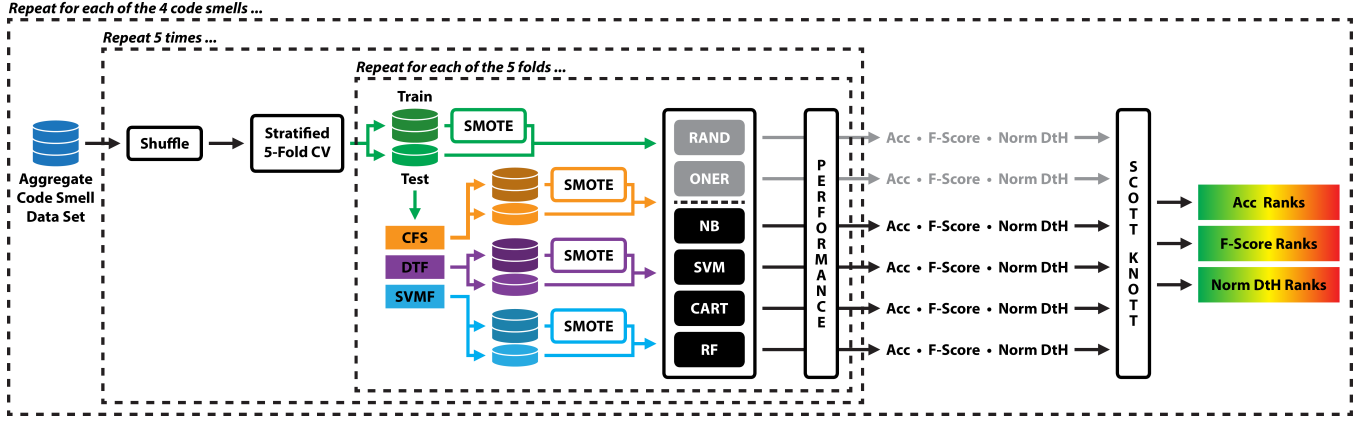 Repeat for each of the 4 code smells ...
Repeat 5 times ...
Repeat for each of the 5 folds ...
Aggregate
Code Smell
Data Set
Shuffle
Stratified
5-Fold CV
Train
Test
SMOTE
CFS
DTF
SVMF
SMOTE
SMOTE
SMOTE
RAND
ONER
NB
SVM
CART
RF
PERFORMANCE
Acc • F-Score • Norm DtH
Acc • F-Score • Norm DtH
Acc • F-Score • Norm DtH
Acc • F-Score • Norm DtH
Acc • F-Score • Norm DtH
Acc • F-Score • Norm DtH
SCOTT KNOTT
Acc Ranks
F-Score Ranks
Norm DtH Ranks